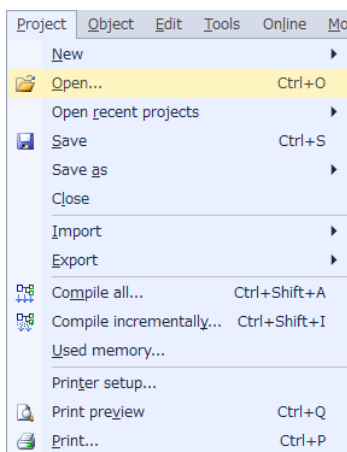 Project Object Edit Tools Online Mo
New
Open... Ctrl+O
Open recent projects
Save Ctrl+S
Save as
Close
Import
Export
Compile all... Ctrl+Shift+A
Compile incrementally... Ctrl+Shift+I
Used memory...
Printer setup...
Print preview Ctrl+Q
Print... Ctrl+P